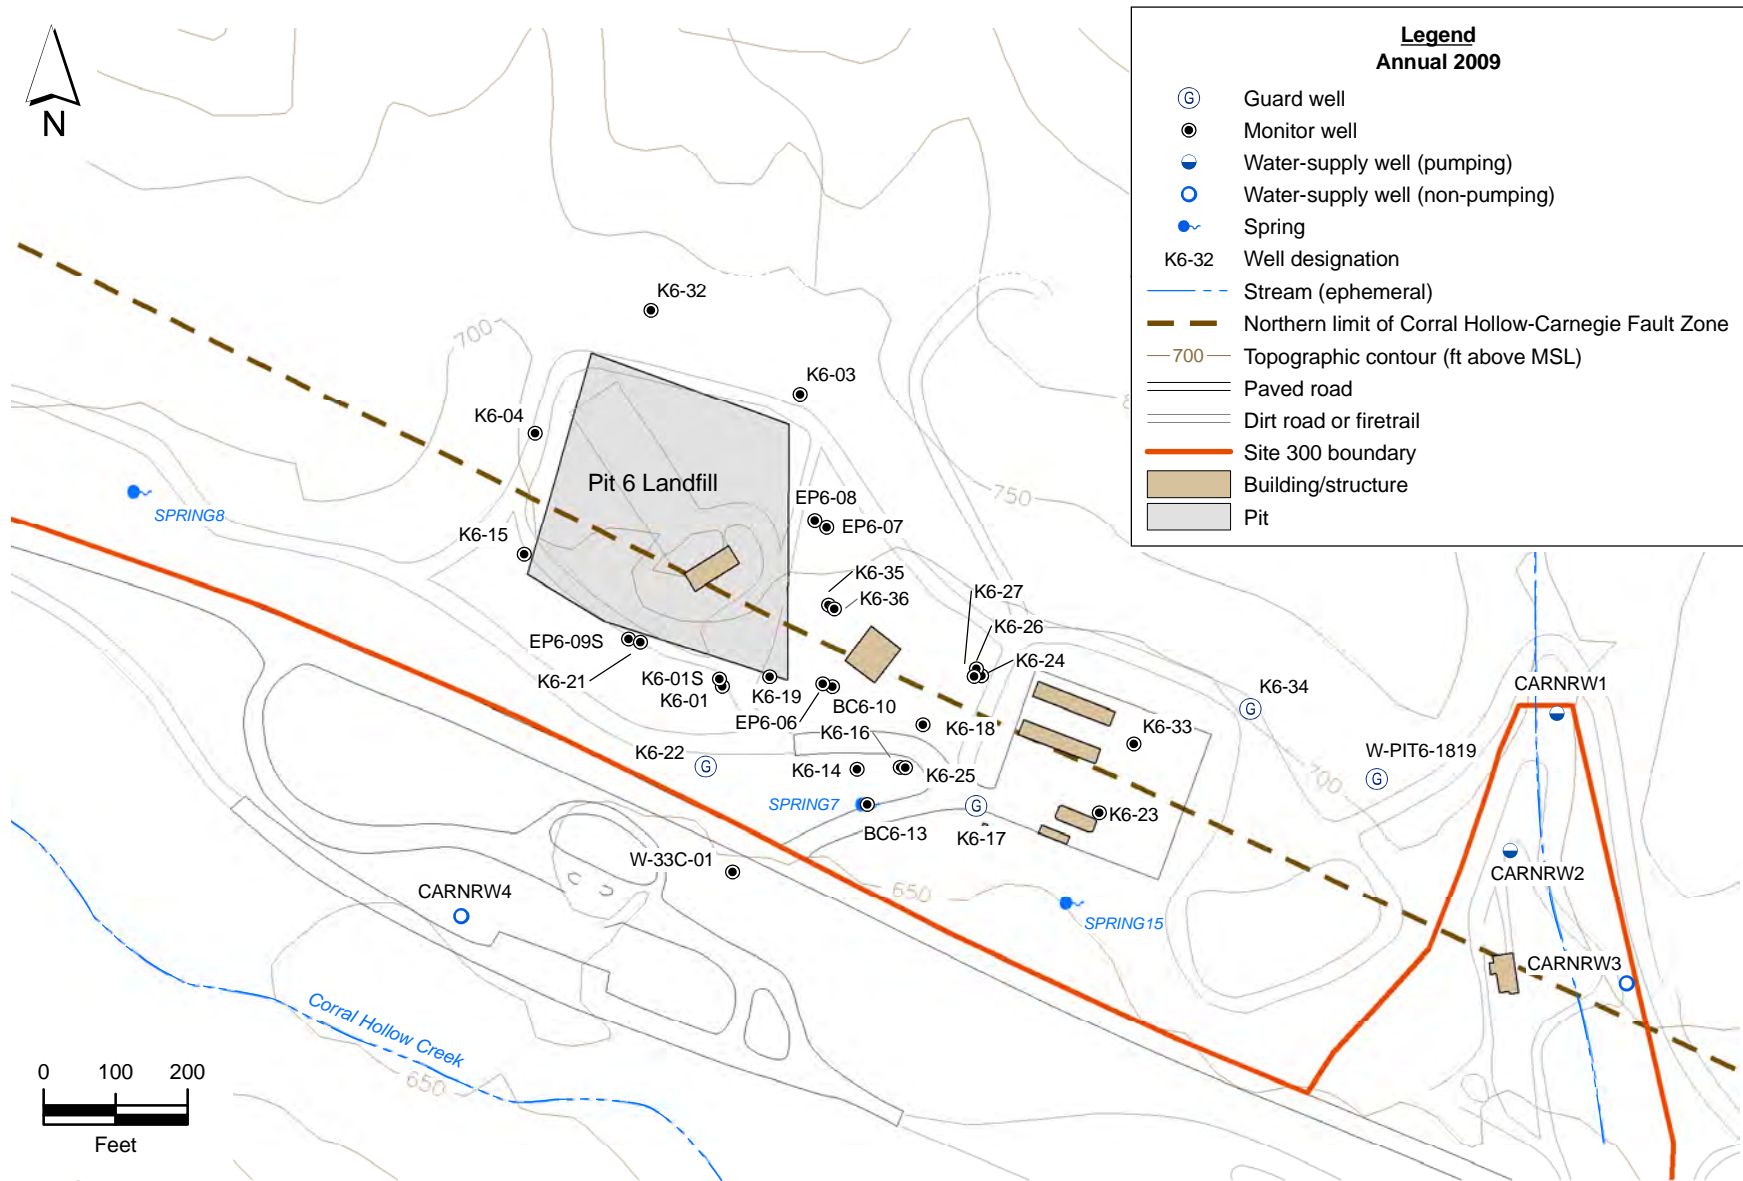 Legend
Annual 2009
G Guard well
Monitor well
Water-supply well (pumping)
Water-supply well (non-pumping)
Spring
K6-32 Well designation
Stream (ephemeral)
Northern limit of Corral Hollow-Carnegie Fault Zone
700 Topographic contour (ft above MSL)
Paved road
Dirt road or firetrail
Site 300 boundary
Building/structure
Pit
N
K6-32
700
K6-03
K6-04
Pit 6 Landfill
EP6-08
750
SPRING8
EP6-07
K6-15
K6-35
K6-27
K6-36
K6-26
EP6-09S
K6-24
K6-21
K6-01S
K6-19
K6-34
CARNRW1
K6-01
BC6-10
EP6-06
K6-16
K6-18
K6-33
K6-22
G
G
W-PIT6-1819
G
K6-14
K6-25
700
SPRING7
G
BC6-13
K6-17
K6-23
W-33C-01
CARNRW2
CARNRW4
650
SPRING15
CARNRW3
Corral Hollow Creek
650
0 100 200
Feet